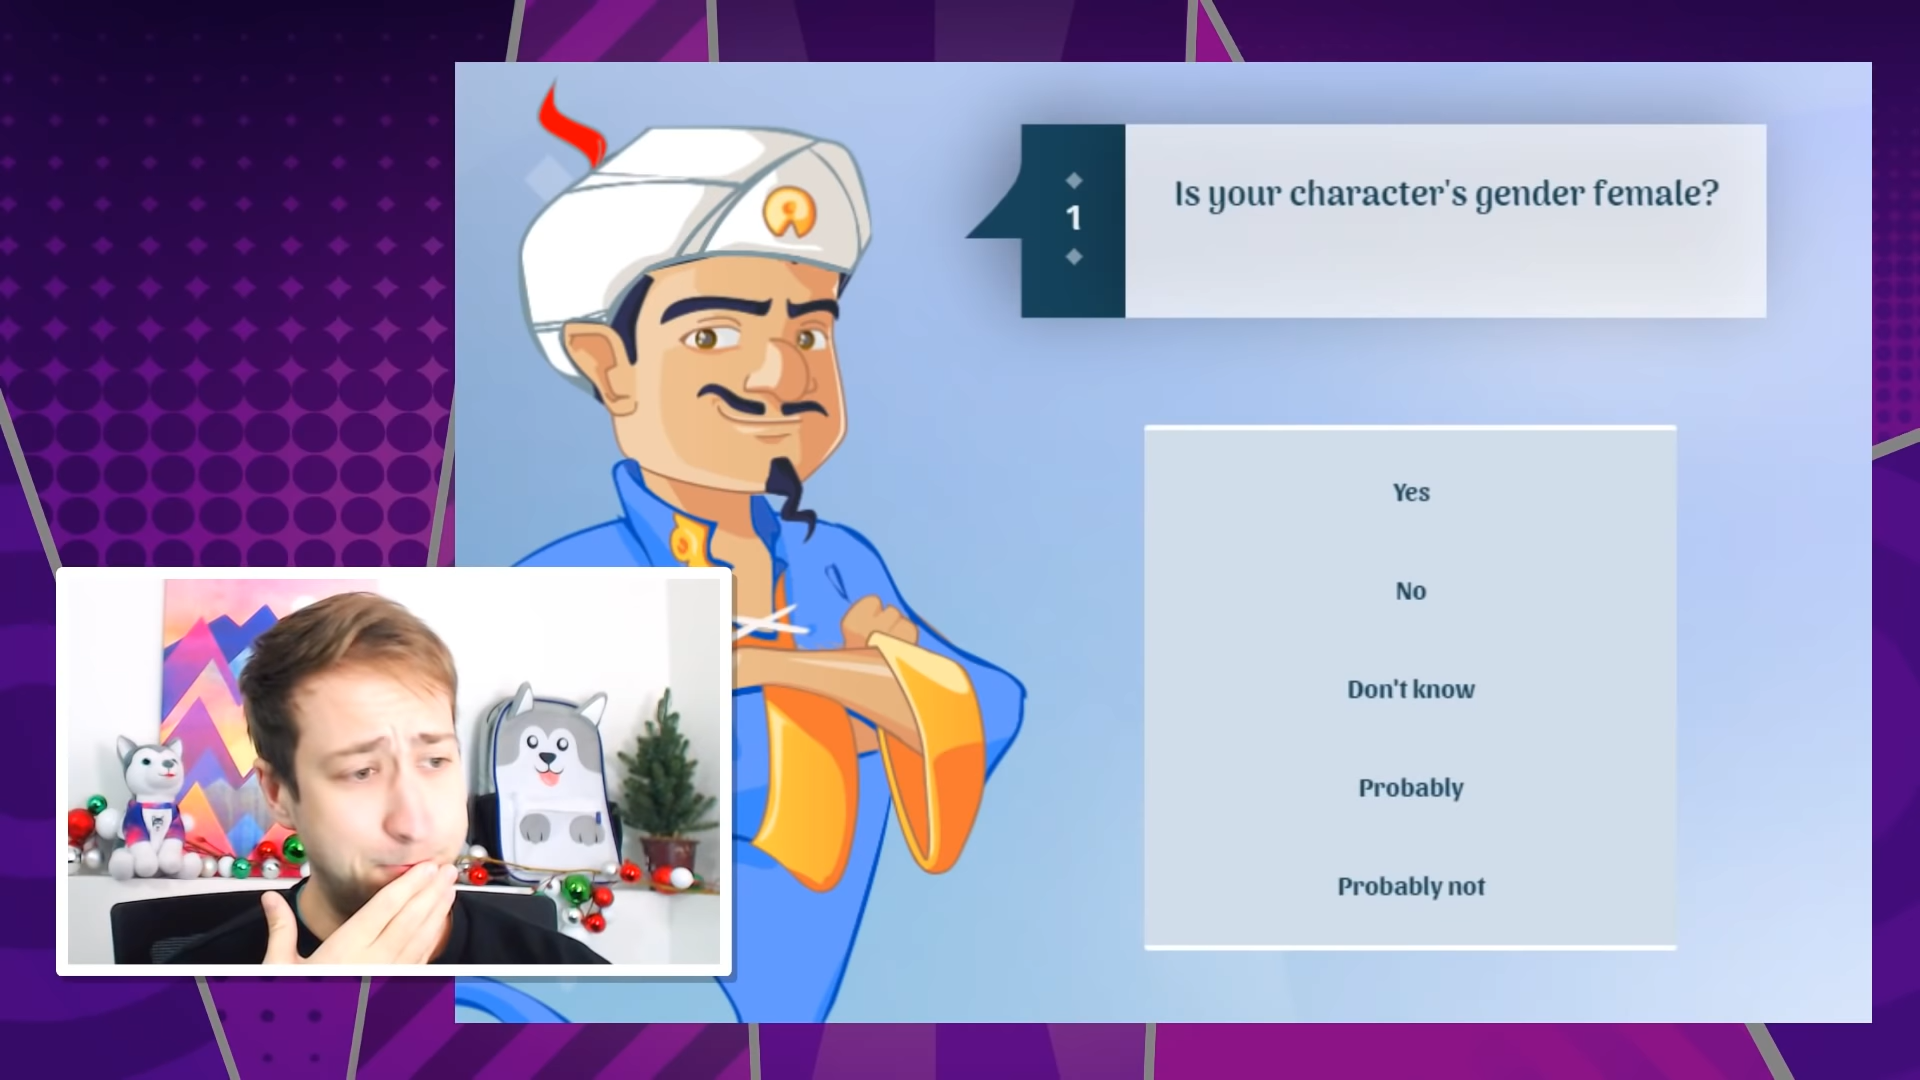 1
Is your character's gender female?
Yes
No
Don't know
Probably
Probably not